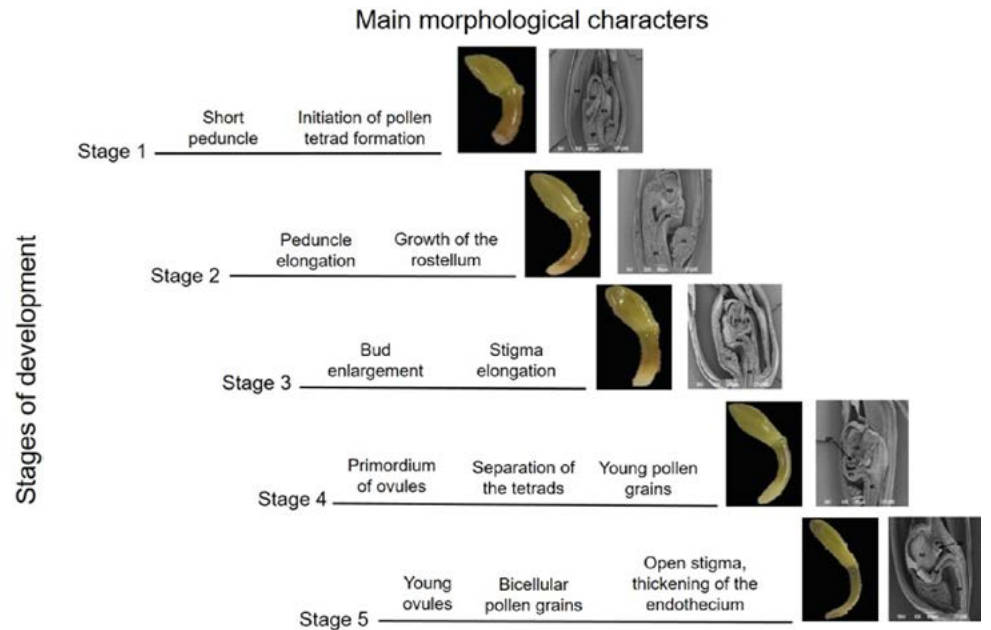 Main morphological characters
Stages of development
Short
peduncle
Initiation of pollen
tetrad formation
Stage 1
Peduncle
elongation
Growth of the
rostellum
Stage 2
Bud
enlargement
Stigma
elongation
Stage 3
Primordium
of ovules
Separation of
the tetrads
Young pollen
grains
Stage 4
Young
ovules
Bicellular
pollen grains
Open stigma,
thickening of the
endothecium
Stage 5